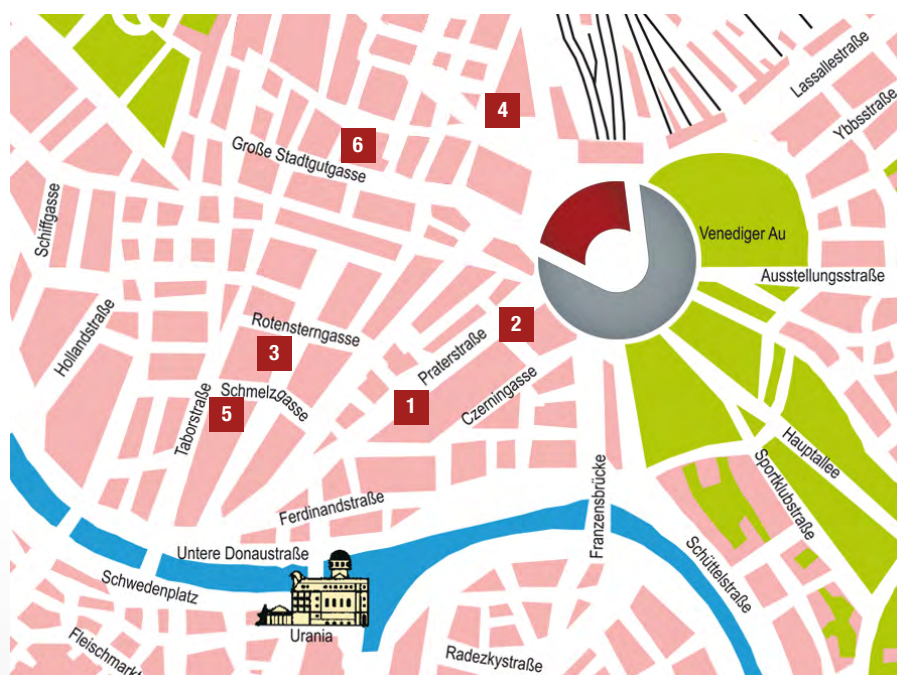 Lassallestraße
Ybbsstraße
4
6
Große Stadtgutgasse
Schiffgasse
Venediger Au
Ausstellungsstraße
Hollandstraße
Rotensterngasse
2
3
Praterstraße
Schmelzgasse
1
Czerningasse
5
Taborstraße
Hauptallee
Sportklubstraße
Ferdinandstraße
Franzensbrücke
Untere Donaustraße
Schüttelstraße
Schwedenplatz
Urania
Fleischmarkt
Radezkystraße